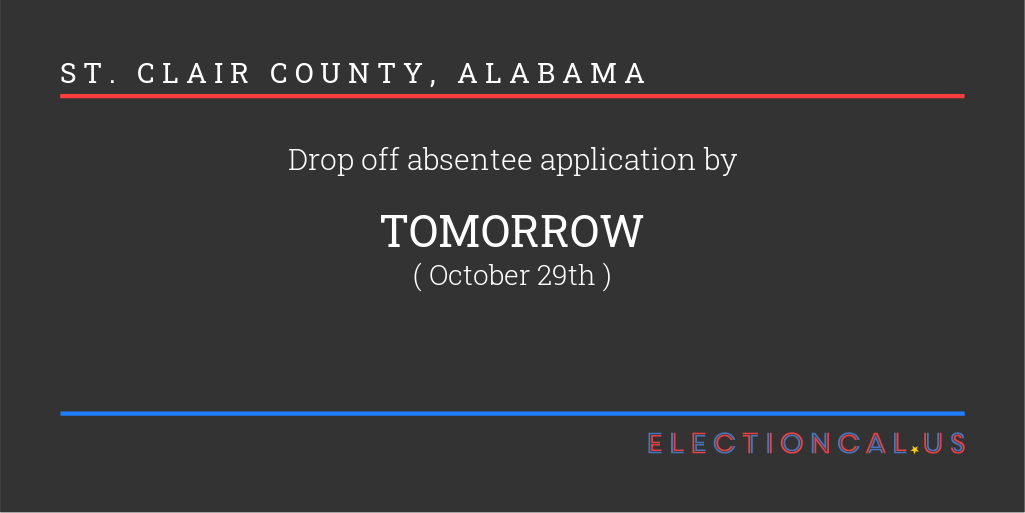 ST. CLAIR COUNTY, ALABAMA
Drop off absentee application by
TOMORROW
( October 29th )
ELECTIONCAL.US